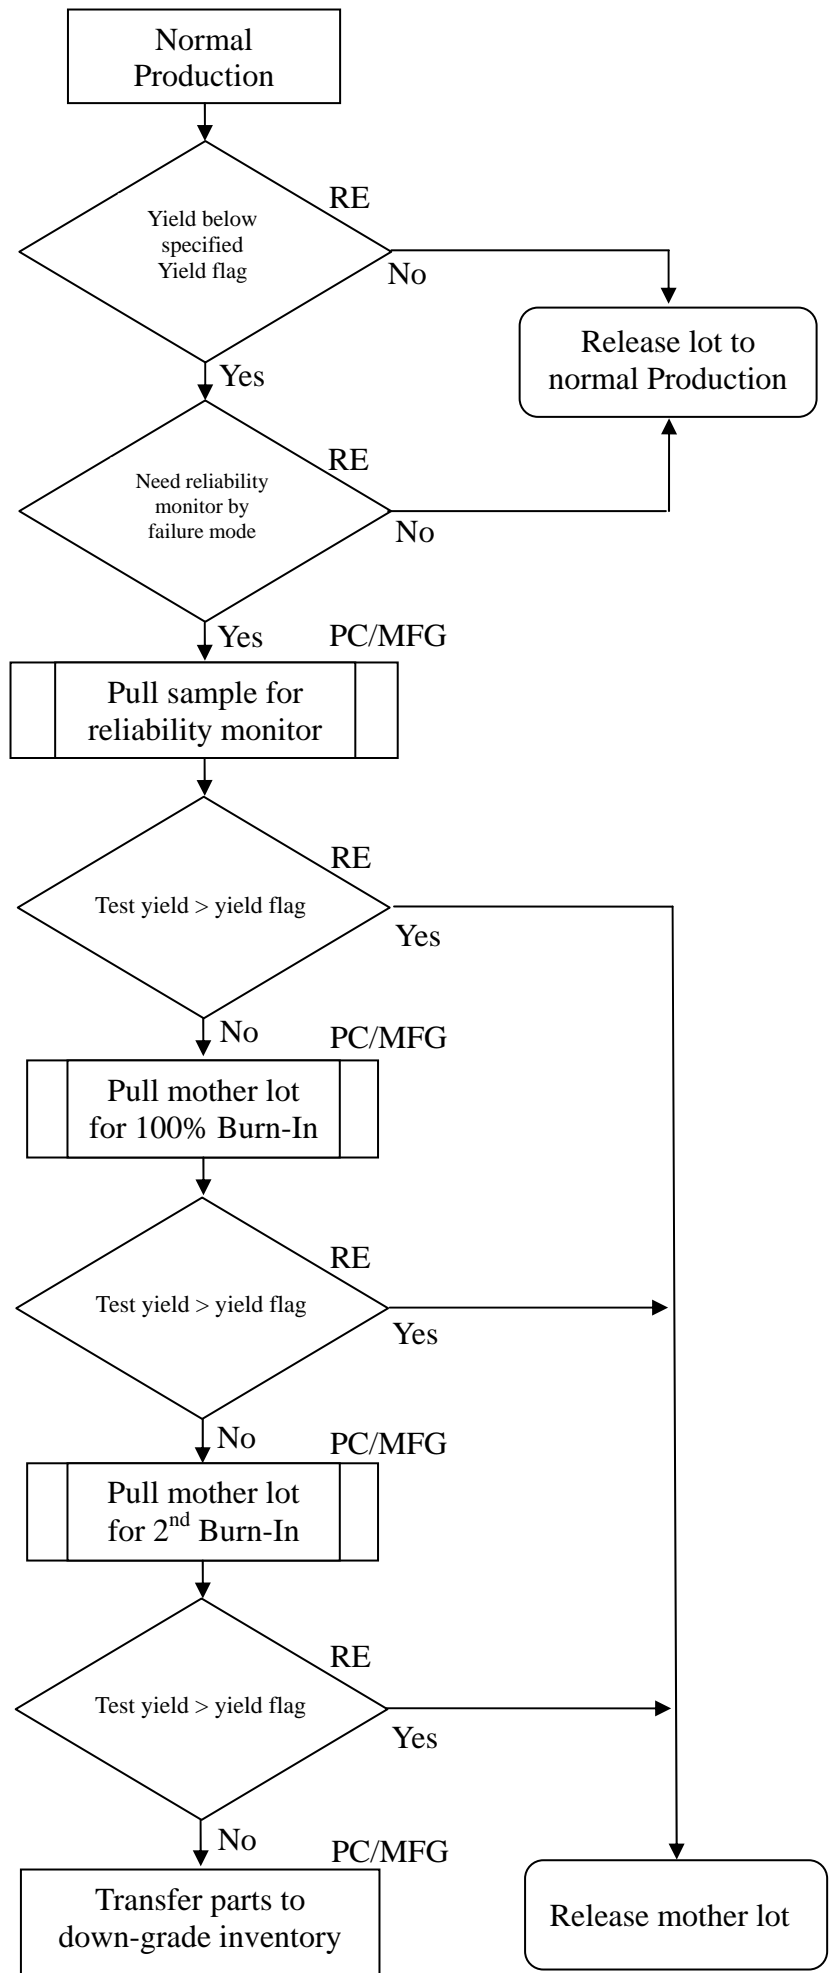 Normal
Production
RE
Yield below
specified
Yield flag
No
Yes
Release lot to
normal Production
RE
Need reliability
monitor by
failure mode
No
Yes
PC/MFG
Pull sample for
reliability monitor
RE
Test yield > yield flag
Yes
No
PC/MFG
Pull mother lot
for 100% Burn-In
RE
Test yield > yield flag
Yes
No
PC/MFG
Pull mother lot
for 2nd Burn-In
RE
Test yield > yield flag
Yes
No
PC/MFG
Transfer parts to
down-grade inventory
Release mother lot